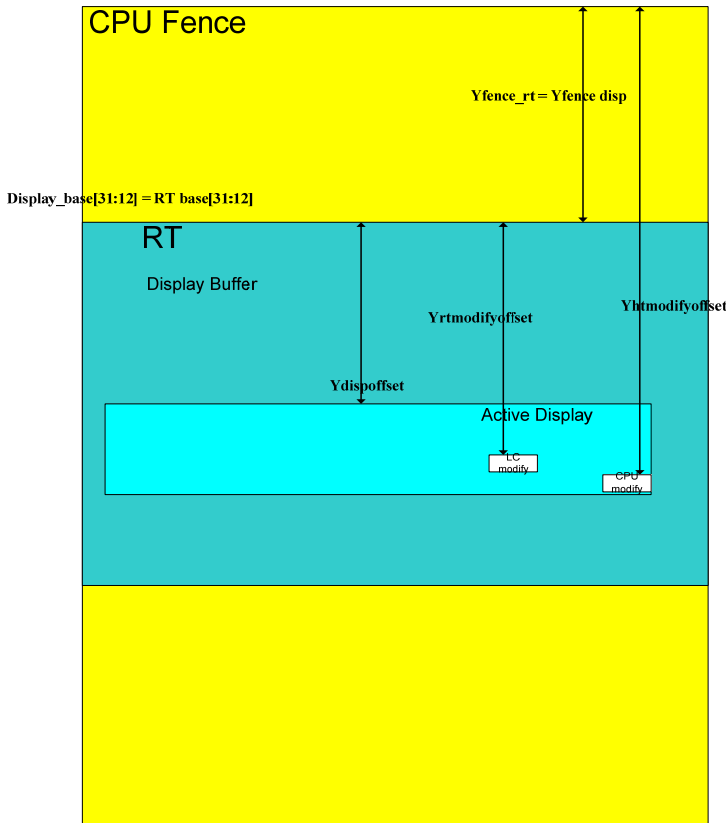 CPU Fence
Yfence_rt = Yfence disp
Display_base[31:12] = RT base[31:12]
RT
Display Buffer
Yhtmodifyoffset
Yrtmodifyoffset
Ydispoffset
Active Display
LC
modify
CPU
modify